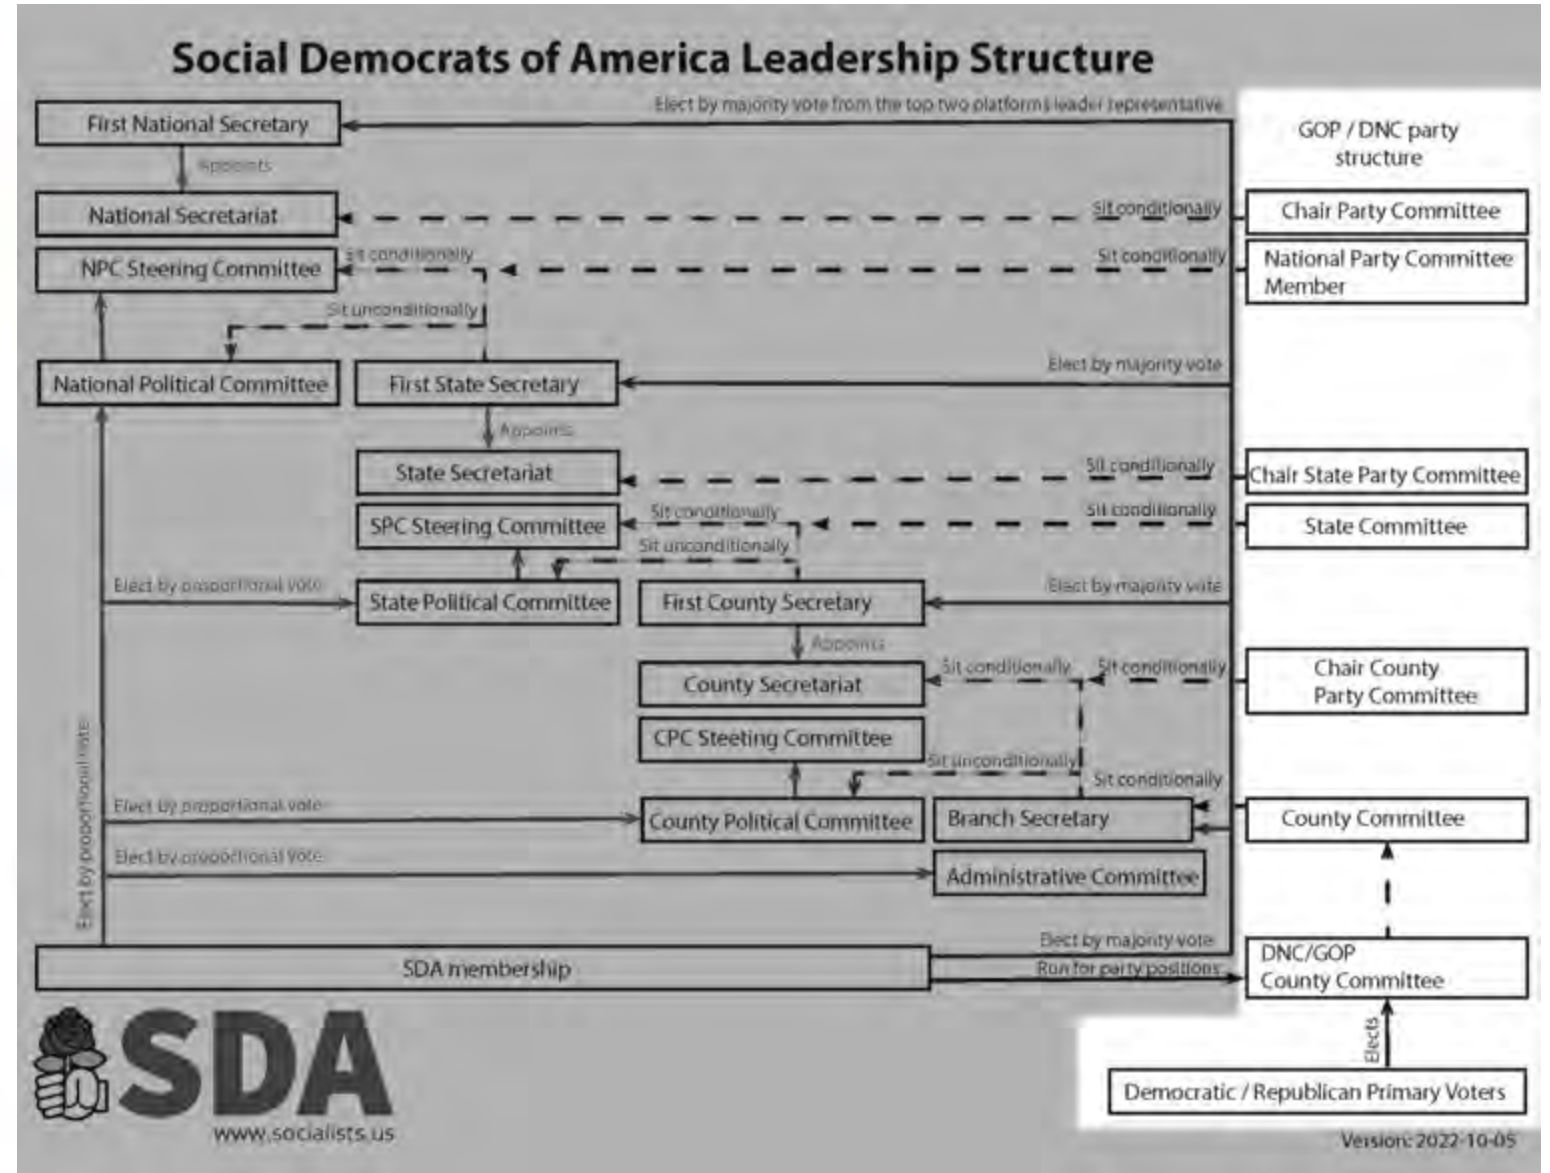 Social Democrats of America Leadership Structure
Elect by majority vote from the top two platforms leader representative
First National Secretary
GOP / DNC party
structure
Appoints
National Secretariat
Sit conditionally
Chair Party Committee
NPC Steering Committee
Sit conditionally
Sit conditionally
National Party Committee
Member
Sit unconditionally
National Political Committee
First State Secretary
Elect by majority vote
Appoints
State Secretariat
Sit conditionally
Chair State Party Committee
SPC Steering Committee
Sit conditionally
Sit conditionally
State Committee
Sit unconditionally
Elect by proportional vote
State Political Committee
First County Secretary
Elect by majority vote
Appoints
County Secretariat
Sit conditionally
Sit conditionally
Chair County
Party Committee
CPC Steeting Committee
Sit unconditionally
Sit conditionally
Elect by proportional vote
County Political Committee
Branch Secretary
County Committee
Elect by proportional vote
Administrative Committee
Elect by proportional vote
Elect by majority vote
SDA membership
Run for party positions
DNC/GOP
County Committee
Elects
Democratic / Republican Primary Voters
SDA
www.socialists.us
Version: 2022-10-05